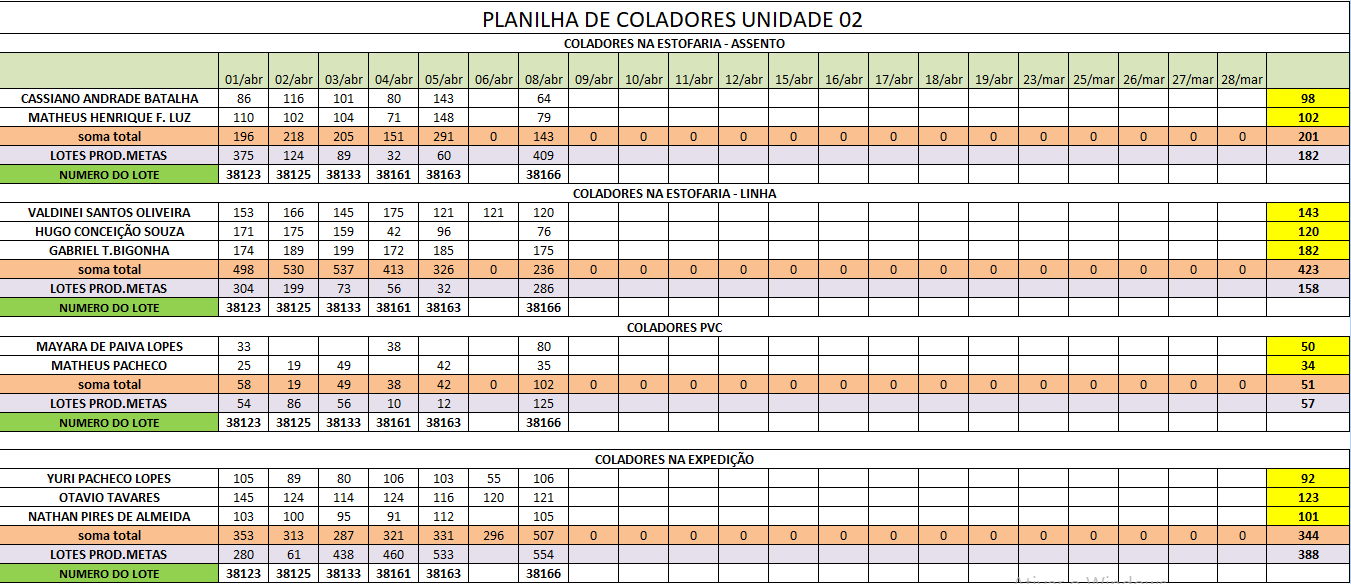 PLANILHA DE COLADORES UNIDADE 02
COLADORES NA ESTOFARIA - ASSENTO
01/abr 02/abr 03/abr 04/abr 05/abr 06/abr 08/abr 09/abr 10/abr 11/abr 12/abr 15/abr 16/abr 17/abr 18/abr 19/abr 23/mar 25/mar 26/mar 27/mar 28/mar
CASSIANO ANDRADE BATALHA 86 116 101 80 143 64 98
MATHEUS HENRIQUE F. LUZ 110 102 104 71 148 79 102
soma total 196 218 205 151 291 0 143 0 0 0 0 0 0 0 0 0 0 0 0 0 0 201
LOTES PROD.METAS 375 124 89 32 60 409 182
NUMERO DO LOTE 38123 38125 38133 38161 38163 38166
COLADORES NA ESTOFARIA - LINHA
VALDINEI SANTOS OLIVEIRA 153 166 145 175 121 121 120 143
HUGO CONCEIÇÃO SOUZA 171 175 159 42 96 76 120
GABRIEL T.BIGONHA 174 189 199 172 185 175 182
soma total 498 530 537 413 326 0 236 0 0 0 0 0 0 0 0 0 0 0 0 0 0 423
LOTES PROD.METAS 304 199 73 56 32 286 158
NUMERO DO LOTE 38123 38125 38133 38161 38163 38166
COLADORES PVC
MAYARA DE PAIVA LOPES 33 38 80 50
MATHEUS PACHECO 25 19 49 42 35 34
soma total 58 19 49 38 42 0 102 0 0 0 0 0 0 0 0 0 0 0 0 0 0 51
LOTES PROD.METAS 54 86 56 10 12 125 57
NUMERO DO LOTE 38123 38125 38133 38161 38163 38166
COLADORES NA EXPEDIÇÃO
YURI PACHECO LOPES 105 89 80 106 103 55 106 92
OTAVIO TAVARES 145 124 114 124 116 120 121 123
NATHAN PIRES DE ALMEIDA 103 100 95 91 112 105 101
soma total 353 313 287 321 331 296 507 0 0 0 0 0 0 0 0 0 0 0 0 0 0 344
LOTES PROD.METAS 280 61 438 460 533 554 388
NUMERO DO LOTE 38123 38125 38133 38161 38163 38166